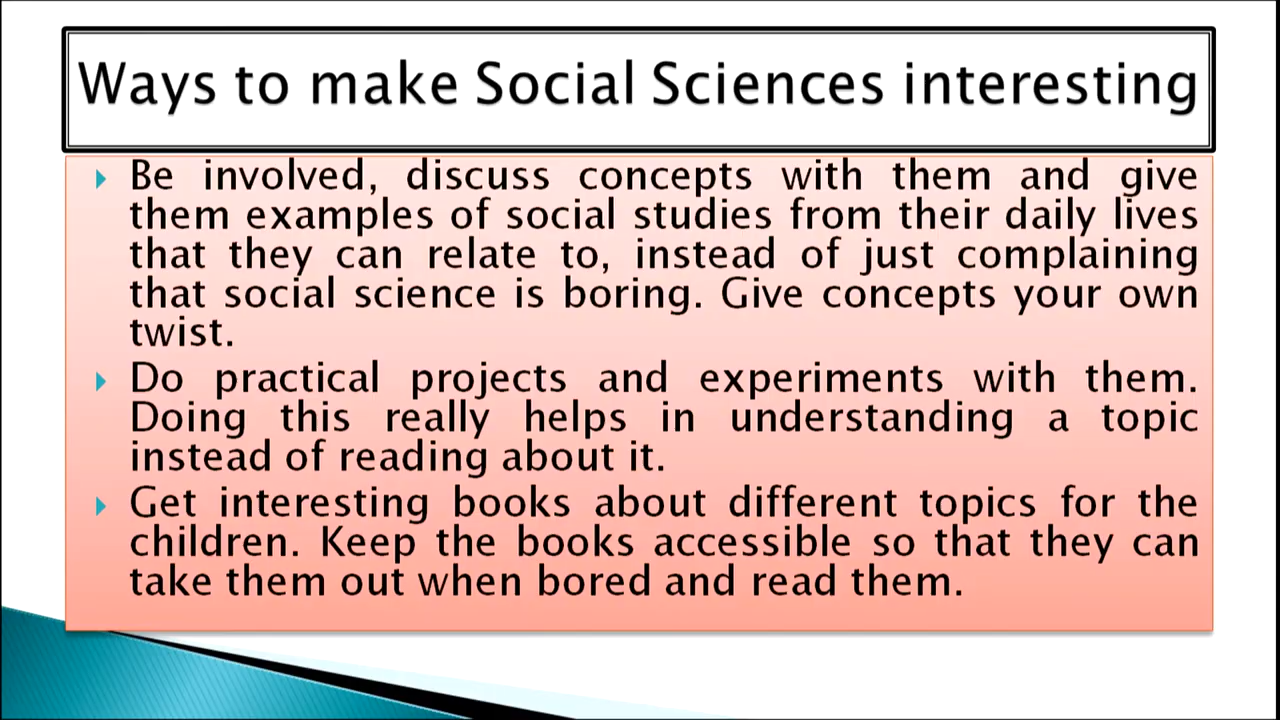 Ways to make Social Sciences interesting
Be involved, discuss concepts with them and give
them examples of social studies from their daily lives
that they can relate to, instead of just complaining
that social science is boring. Give concepts your own
twist.
Do practical projects and experiments with them.
Doing this really helps in understanding a topic
instead of reading about it.
Get interesting books about different topics for the
children. Keep the books accessible so that they can
take them out when bored and read them.